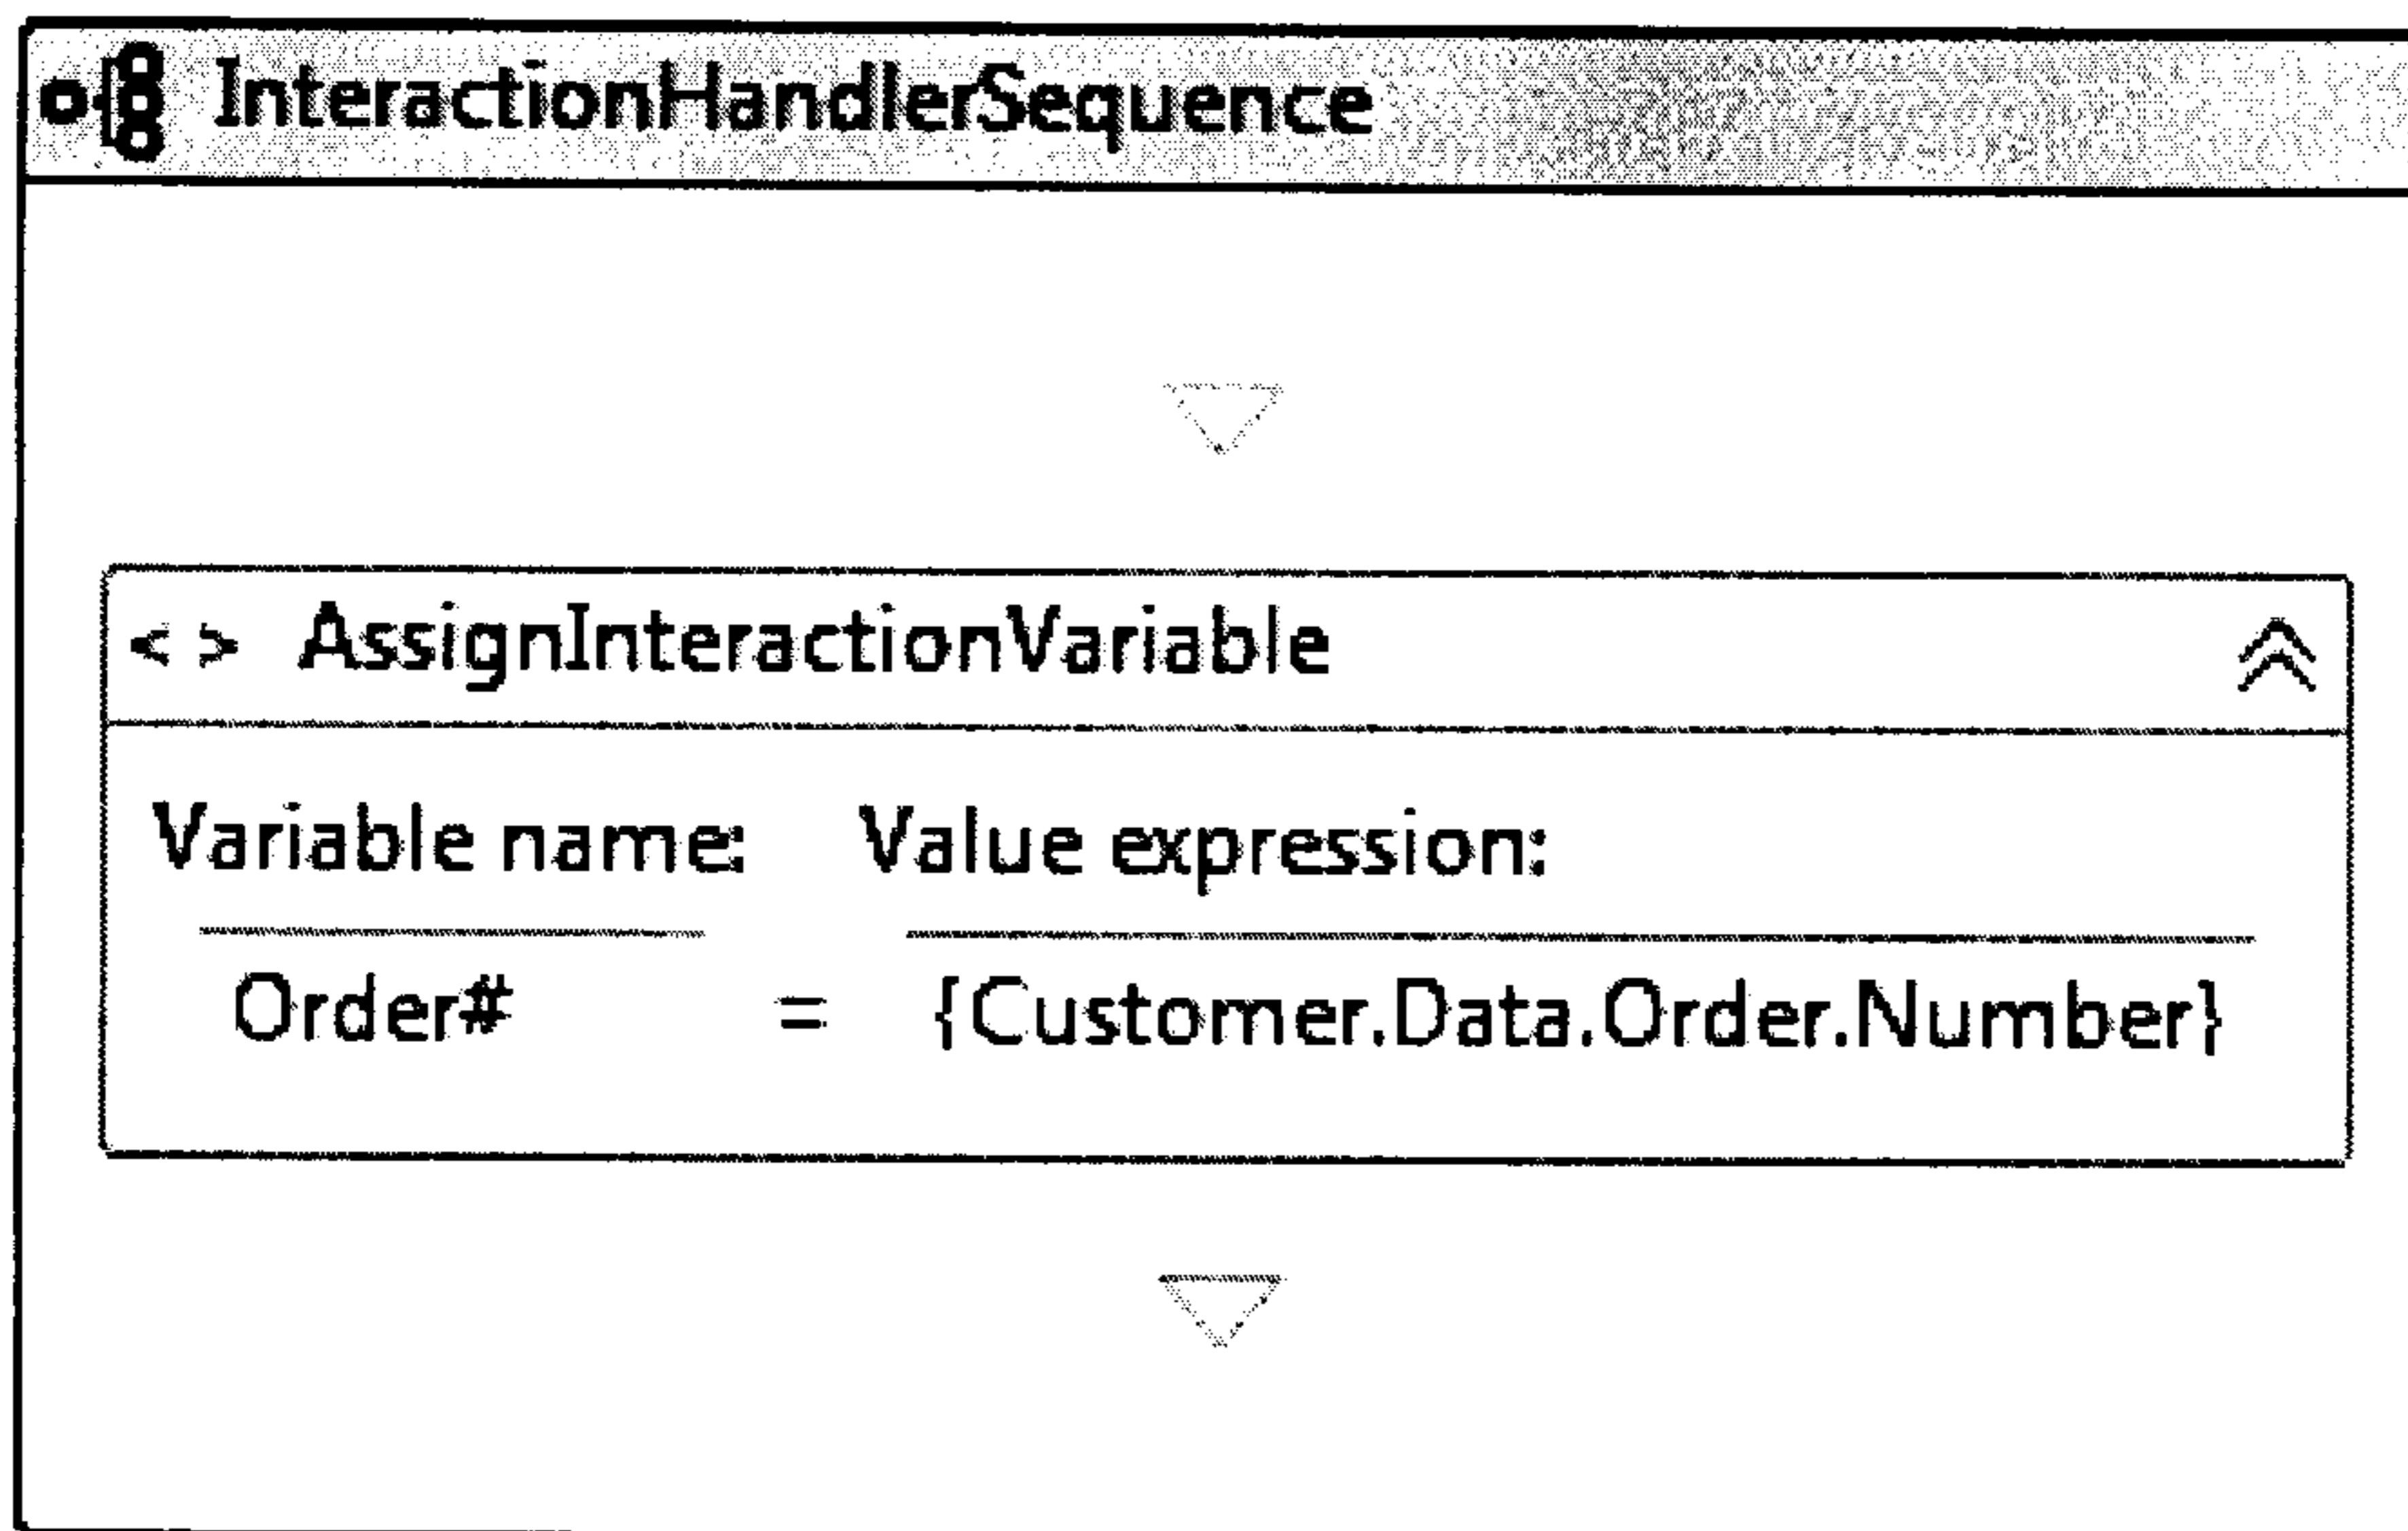 InteractionHandlerSequence
< > AssignInteractionVariable
Variable name: Value expression:
Order# = {Customer.Data.Order.Number}